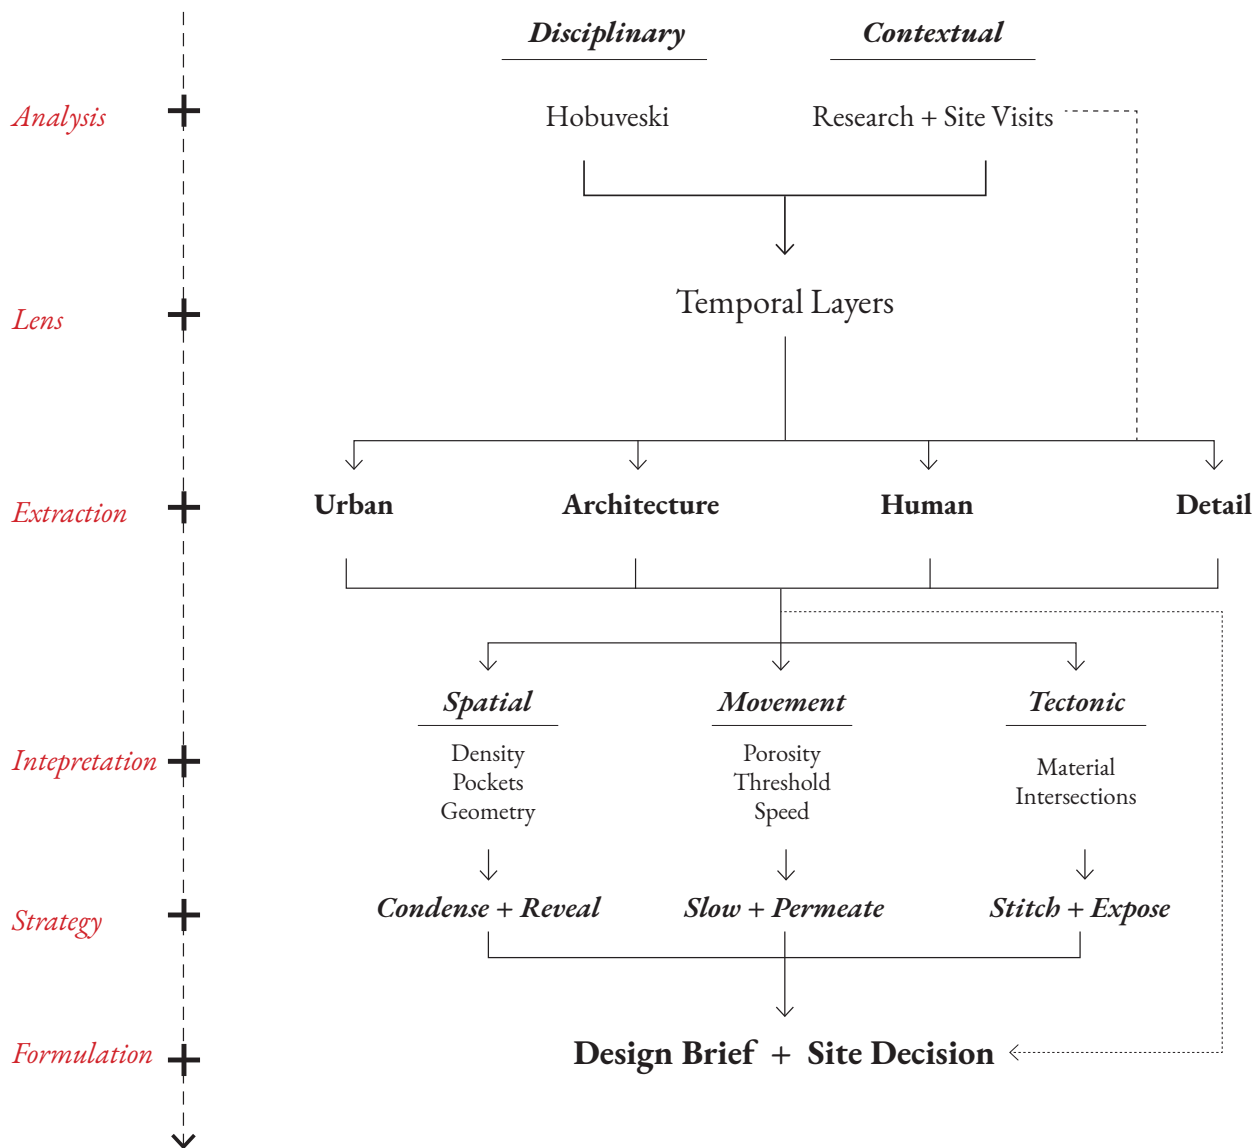 Disciplinary Contextual
Analysis Hobuveski Research + Site Visits
Lens Temporal Layers
Extraction Urban Architecture Human Detail
Spatial Movement Tectonic
Density Porosity Material
Pockets Threshold Intersections
Geometry Speed
Intepretation
Strategy Condense + Reveal Slow + Permeate Stitch + Expose
Formulation Design Brief + Site Decision